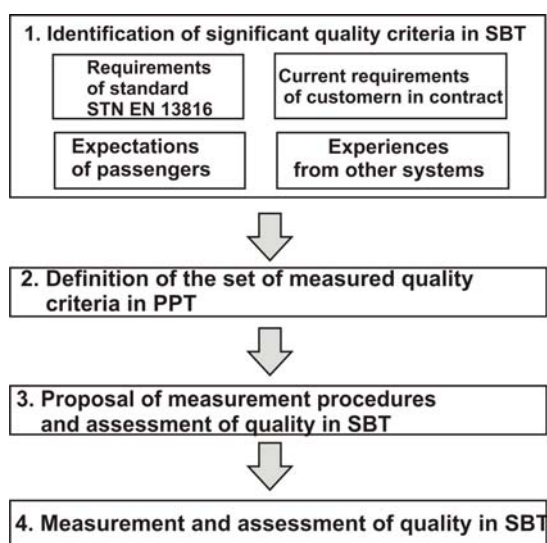 1. Identification of significant quality criteria in SBT
Requirements
of standard
STN EN 13816
Current requirements
of customern in contract
Expectations
of passengers
Experiences
from other systems
2. Definition of the set of measured quality
criteria in PPT
3. Proposal of measurement procedures
and assessment of quality in SBT
4. Measurement and assessment of quality in SBT